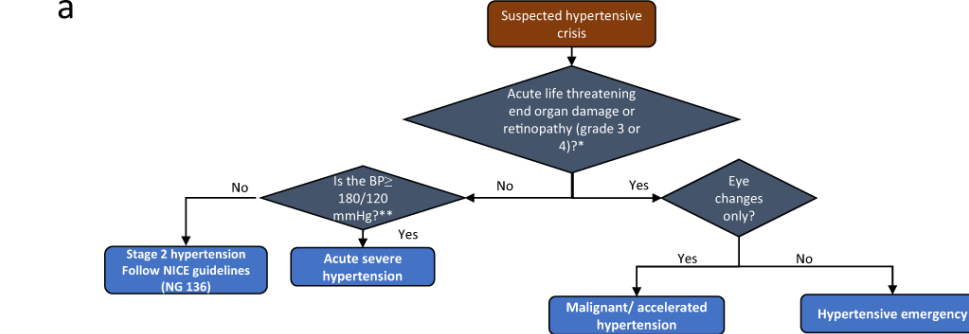 a
Suspected hypertensive
crisis
Acute life threatening
end organ damage or
retinopathy (grade 3 or
4)?*
No
Yes
Is the BP≥
180/120
mmHg?**
Eye
changes
only?
No
Yes
Stage 2 hypertension
Follow NICE guidelines
(NG 136)
Acute severe
hypertension
Yes
No
Malignant/ accelerated
hypertension
Hypertensive emergency